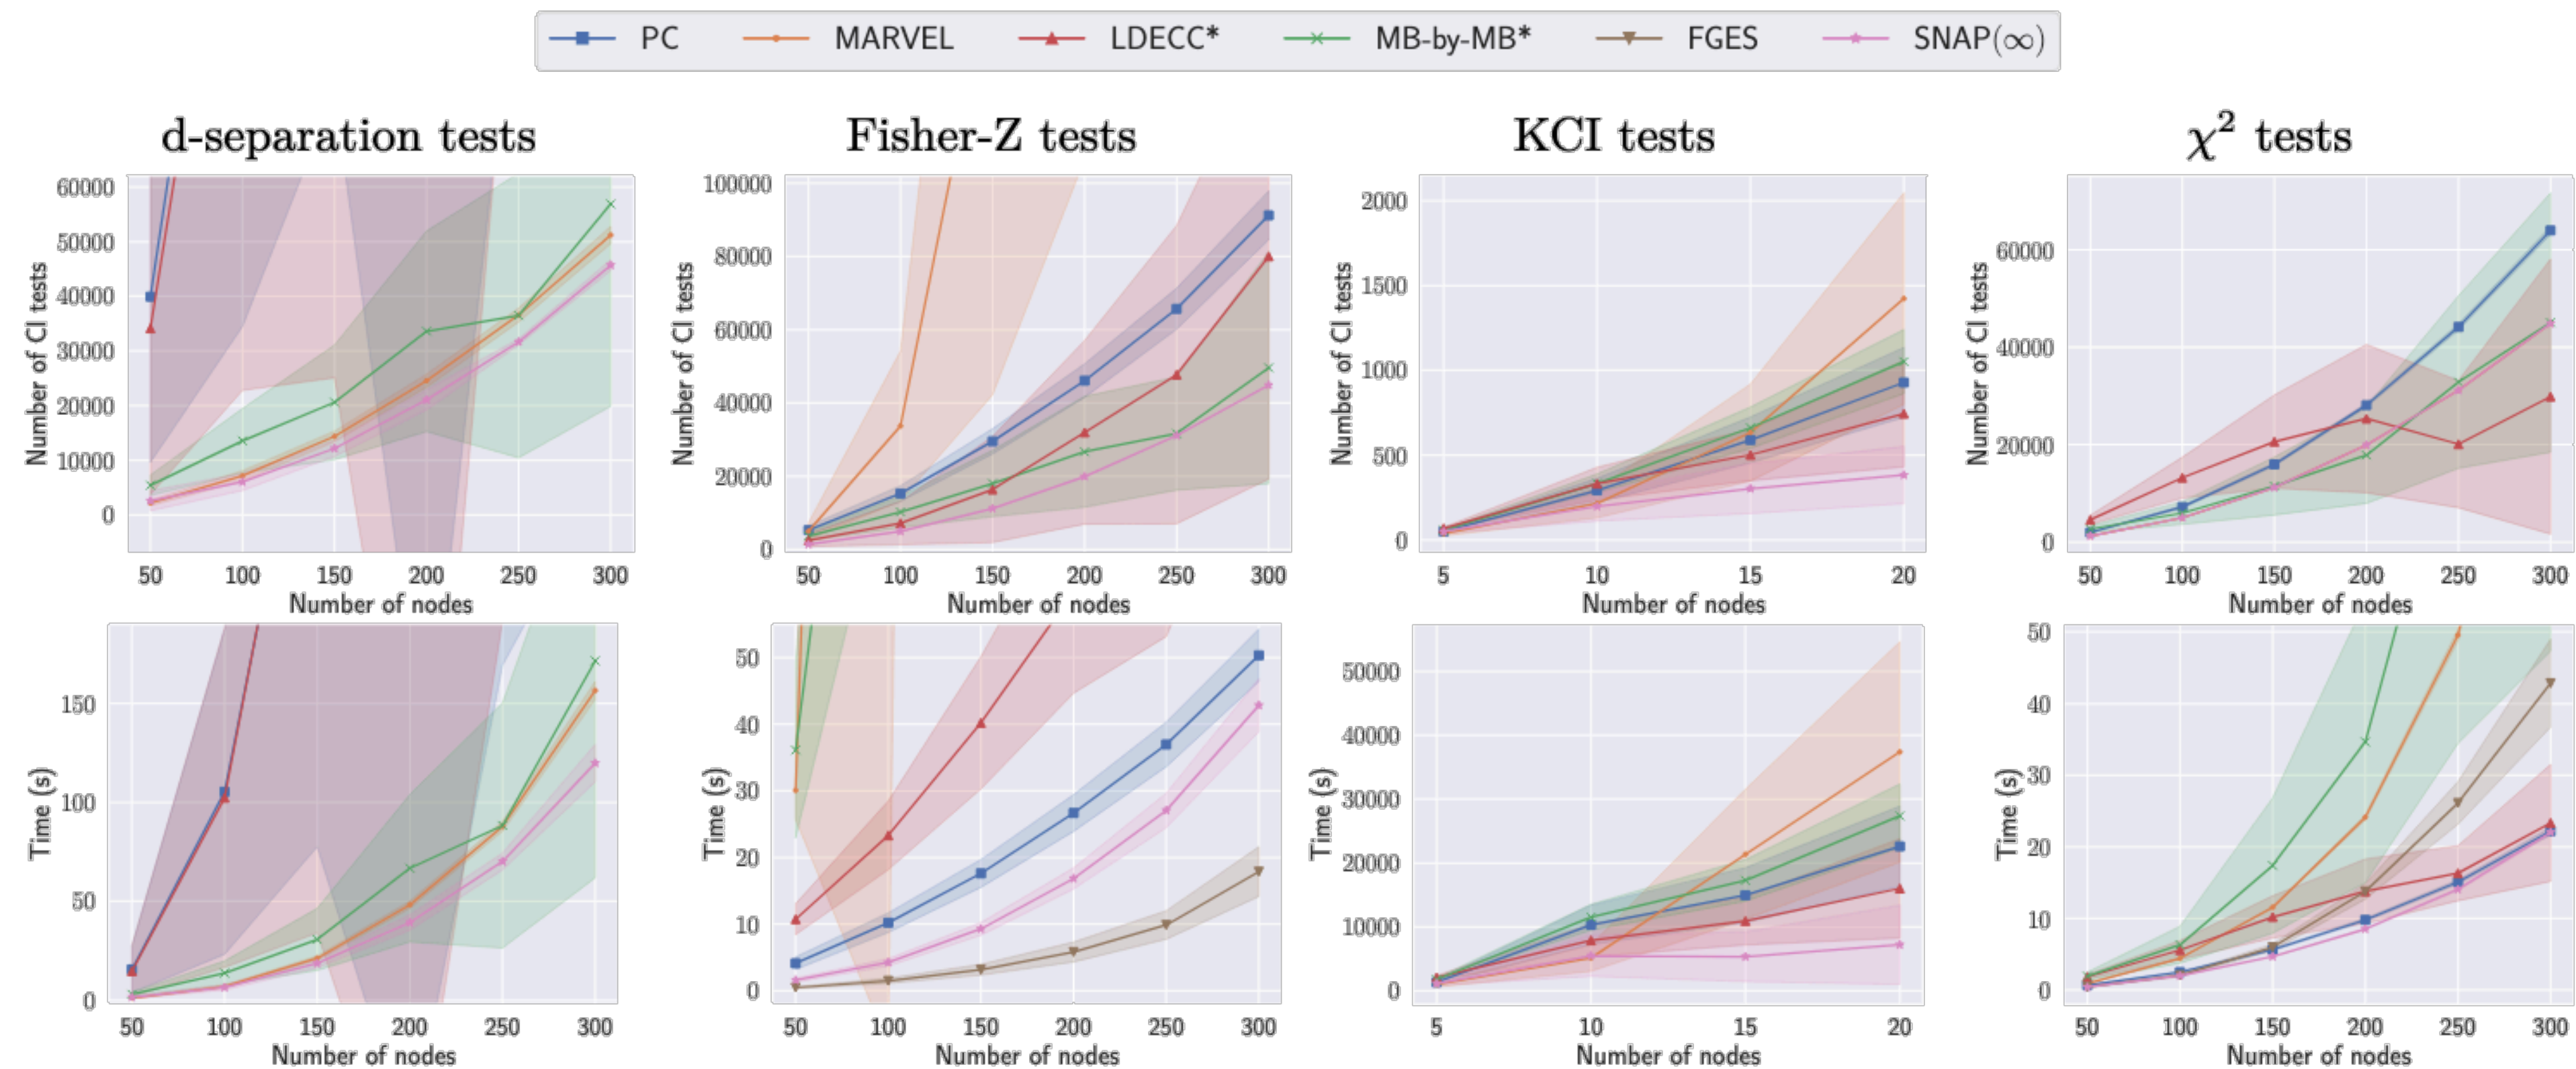 PC MARVEL LDECC* MB-by-MB* FGES SNAP(∞)
d-separation tests Fisher-Z tests KCI tests χ² tests
Number of CI tests
60000
50000
40000
30000
20000
10000
0
50 100 150 200 250 300
Number of nodes
Number of CI tests
100000
80000
60000
40000
20000
0
50 100 150 200 250 300
Number of nodes
Number of CI tests
2000
1500
1000
500
0
5 10 15 20
Number of nodes
Number of CI tests
60000
40000
20000
0
50 100 150 200 250 300
Number of nodes
Time (s)
150
100
50
0
50 100 150 200 250 300
Number of nodes
Time (s)
50
40
30
20
10
0
50 100 150 200 250 300
Number of nodes
Time (s)
50000
40000
30000
20000
10000
0
5 10 15 20
Number of nodes
Time (s)
50
40
30
20
10
0
50 100 150 200 250 300
Number of nodes